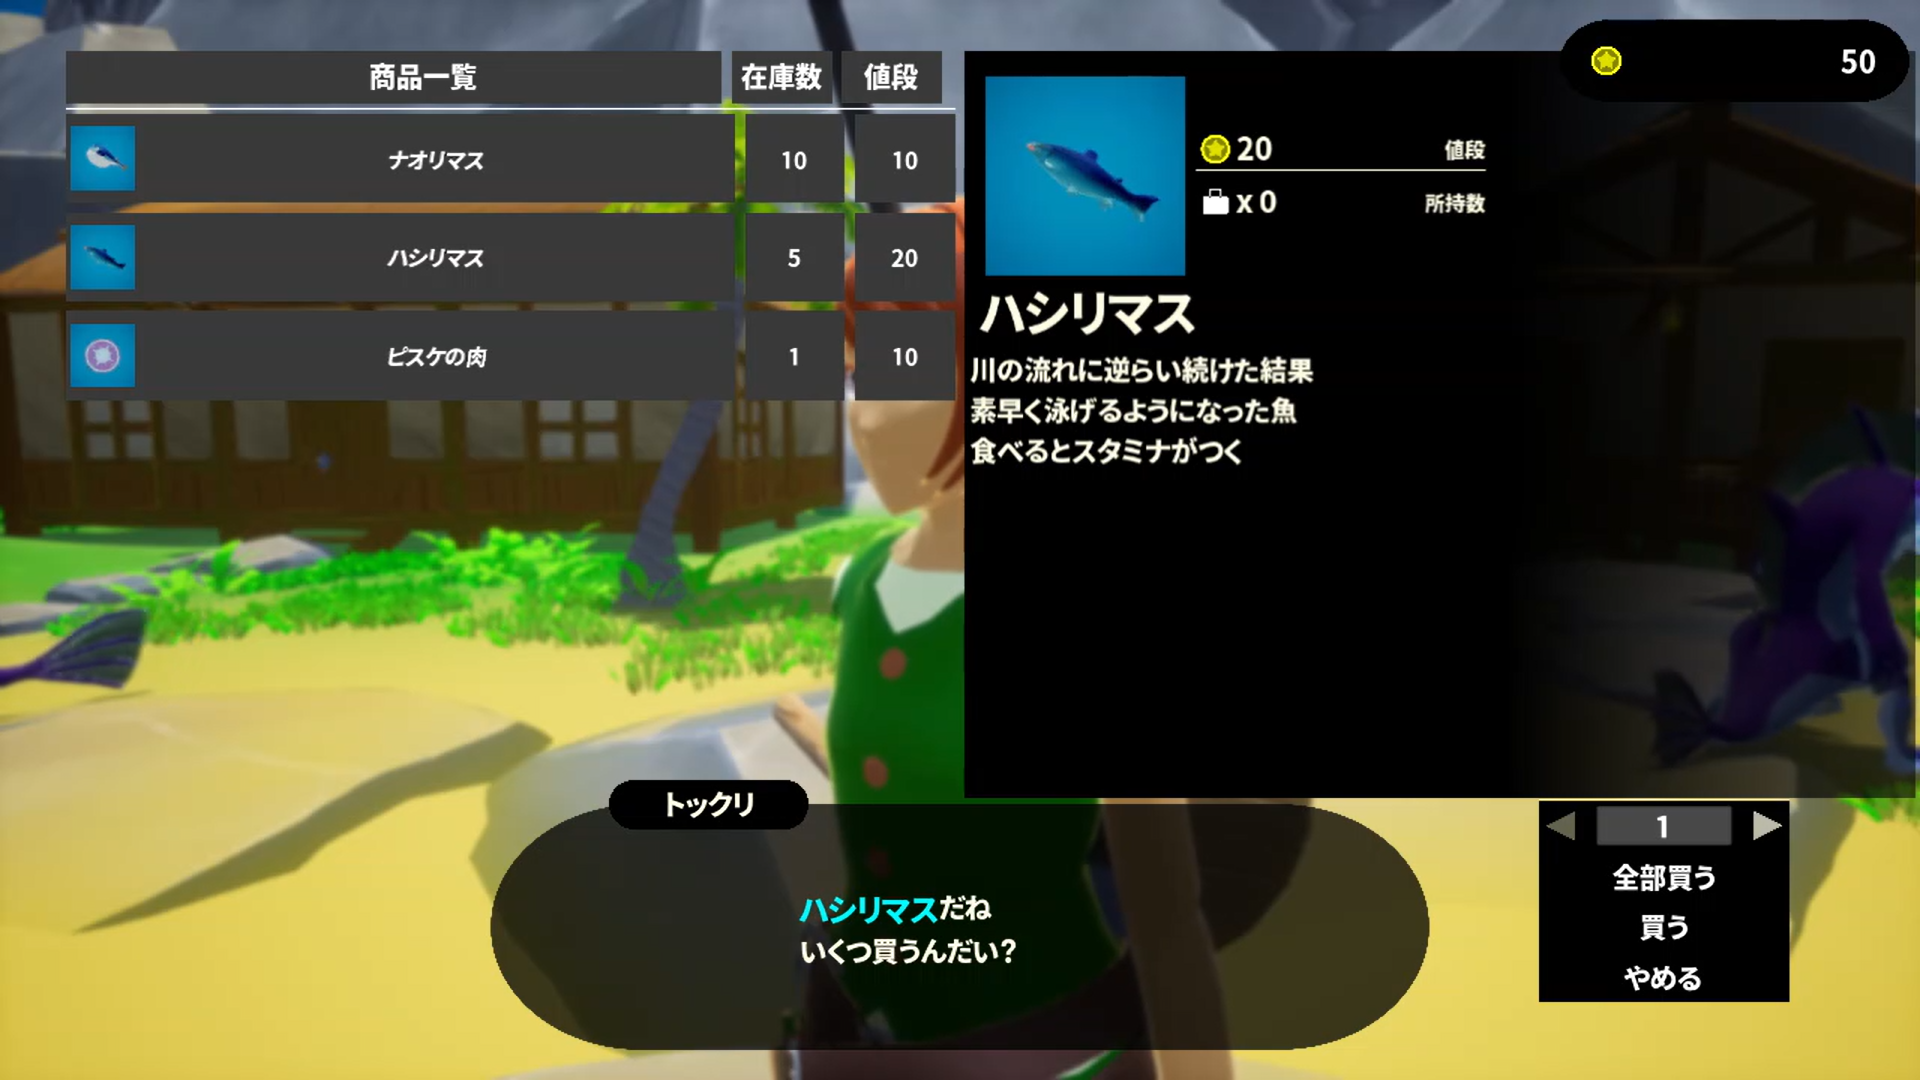 商品一覧 在庫数 値段
ナオリマス 10 10
ハシリマス 5 20
ピスケの肉 1 10
50
20 値段
x 0 所持数
ハシリマス
川の流れに逆らい続けた結果
素早く泳げるようになった魚
食べるとスタミナがつく
トックリ
ハシリマスだね
いくつ買うんだい?
1
全部買う
買う
やめる